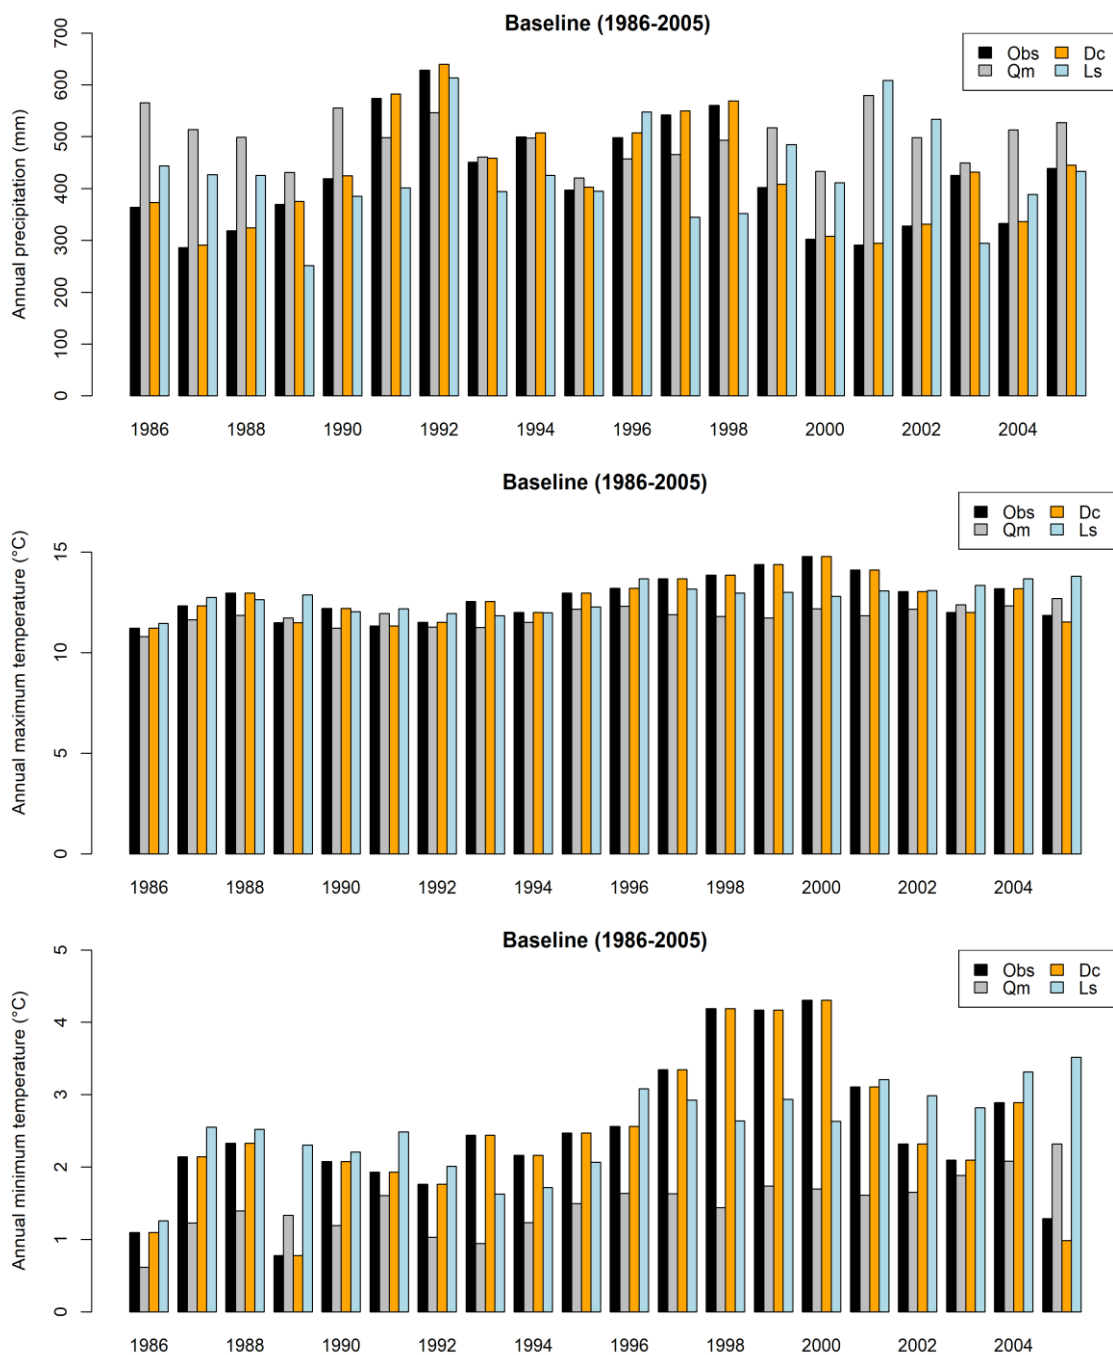 Baseline (1986-2005)
Obs Dc
Qm Ls
Annual precipitation (mm)
700
600
500
400
300
200
100
0
1986 1988 1990 1992 1994 1996 1998 2000 2002 2004
Baseline (1986-2005)
Obs Dc
Qm Ls
Annual maximum temperature (°C)
15
10
5
0
1986 1988 1990 1992 1994 1996 1998 2000 2002 2004
Baseline (1986-2005)
Obs Dc
Qm Ls
Annual minimum temperature (°C)
5
4
3
2
1
0
1986 1988 1990 1992 1994 1996 1998 2000 2002 2004